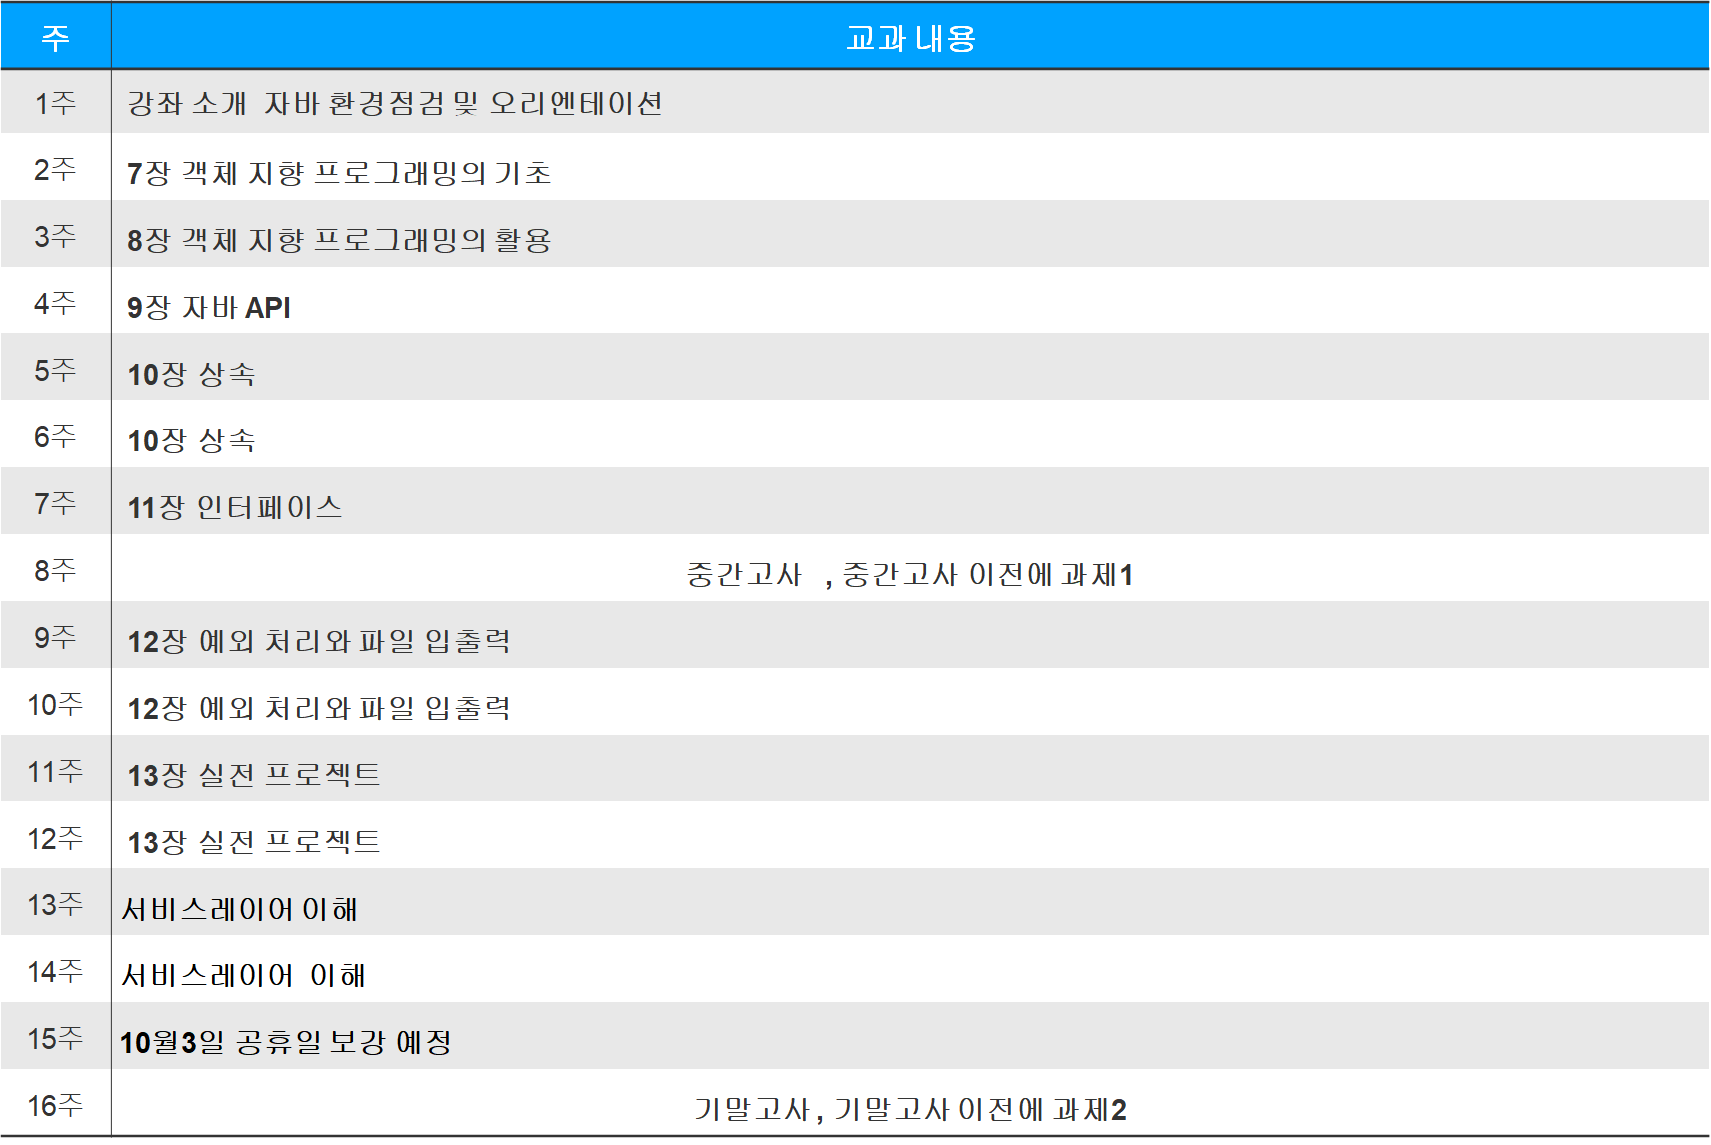 주 교과 내용
1주 강좌 소개 자바 환경점검 및 오리엔테이션
2주 7장 객체 지향 프로그래밍의 기초
3주 8장 객체 지향 프로그래밍의 활용
4주 9장 자바 API
5주 10장 상속
6주 10장 상속
7주 11장 인터페이스
8주 중간고사 , 중간고사 이전에 과제1
9주 12장 예외 처리와 파일 입출력
10주 12장 예외 처리와 파일 입출력
11주 13장 실전 프로젝트
12주 13장 실전 프로젝트
13주 서비스레이어 이해
14주 서비스레이어 이해
15주 10월3일 공휴일 보강 예정
16주 기말고사, 기말고사 이전에 과제2